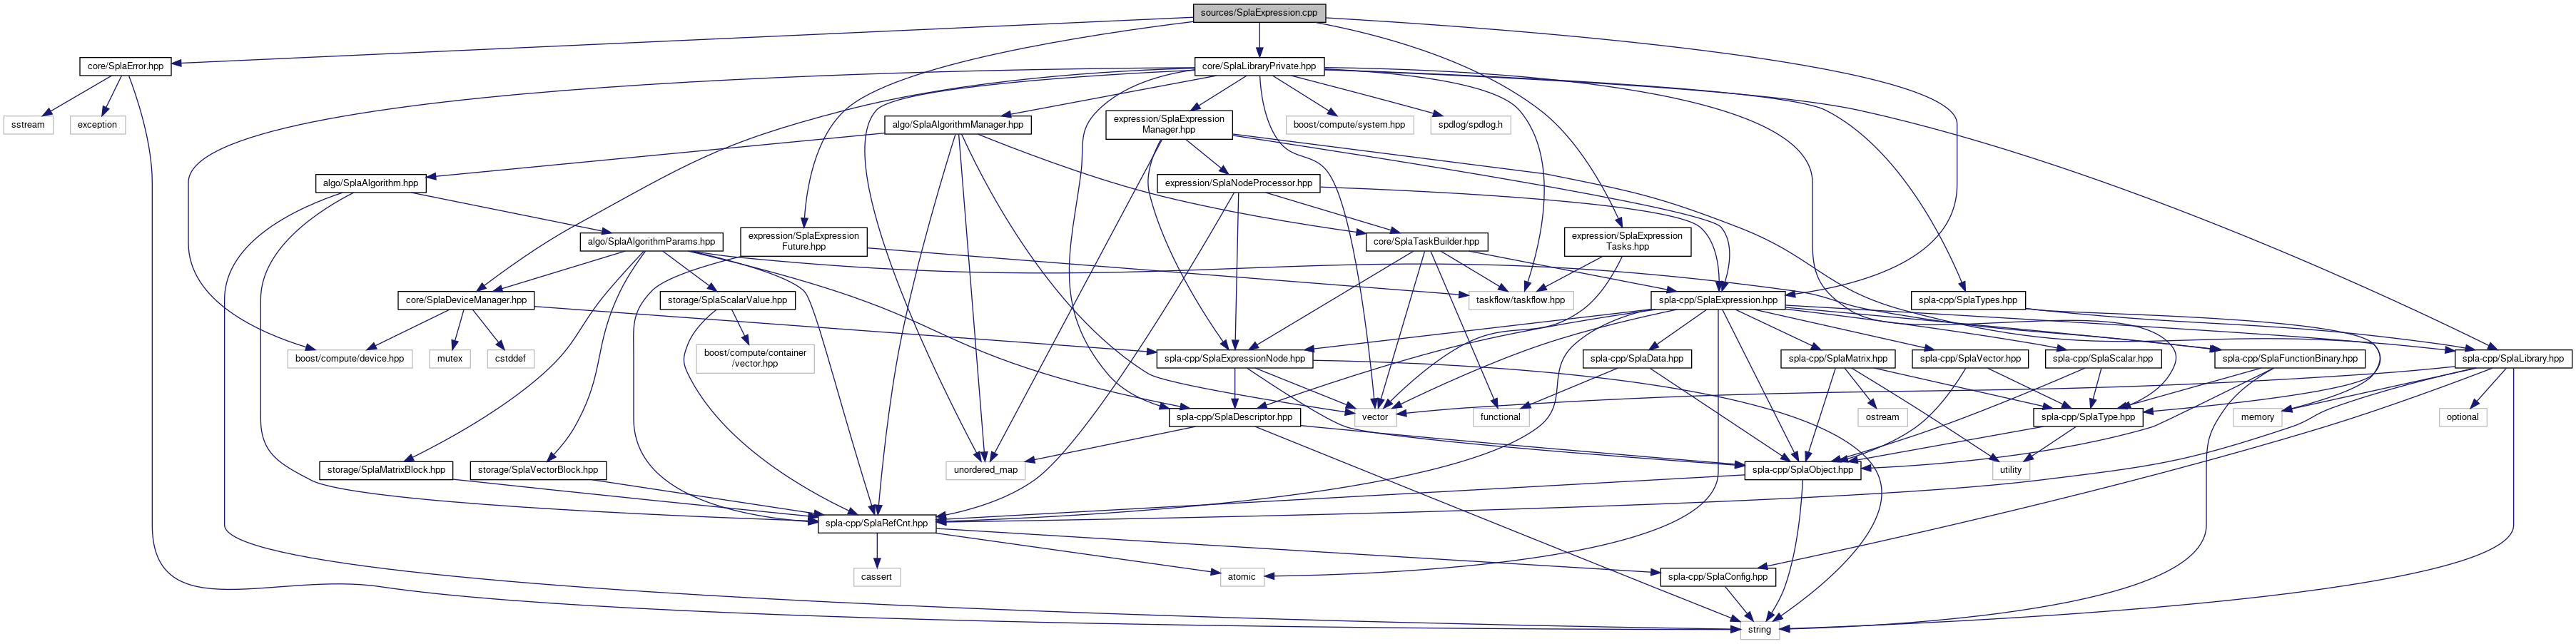 sources/SplaExpression.cpp
core/SplaError.hpp
core/SplaLibraryPrivate.hpp
sstream
exception
algo/SplaAlgorithmManager.hpp
expression/SplaExpression
Manager.hpp
boost/compute/system.hpp
spdlog/spdlog.h
algo/SplaAlgorithm.hpp
expression/SplaNodeProcessor.hpp
algo/SplaAlgorithmParams.hpp
expression/SplaExpression
Future.hpp
core/SplaTaskBuilder.hpp
expression/SplaExpression
Tasks.hpp
core/SplaDeviceManager.hpp
storage/SplaScalarValue.hpp
taskflow/taskflow.hpp
spla-cpp/SplaExpression.hpp
spla-cpp/SplaTypes.hpp
boost/compute/device.hpp
mutex
cstddef
boost/compute/container
/vector.hpp
spla-cpp/SplaExpressionNode.hpp
spla-cpp/SplaData.hpp
spla-cpp/SplaMatrix.hpp
spla-cpp/SplaVector.hpp
spla-cpp/SplaScalar.hpp
spla-cpp/SplaFunctionBinary.hpp
spla-cpp/SplaLibrary.hpp
spla-cpp/SplaDescriptor.hpp
vector
functional
ostream
spla-cpp/SplaType.hpp
memory
optional
storage/SplaMatrixBlock.hpp
storage/SplaVectorBlock.hpp
unordered_map
spla-cpp/SplaObject.hpp
utility
spla-cpp/SplaRefCnt.hpp
cassert
atomic
spla-cpp/SplaConfig.hpp
string